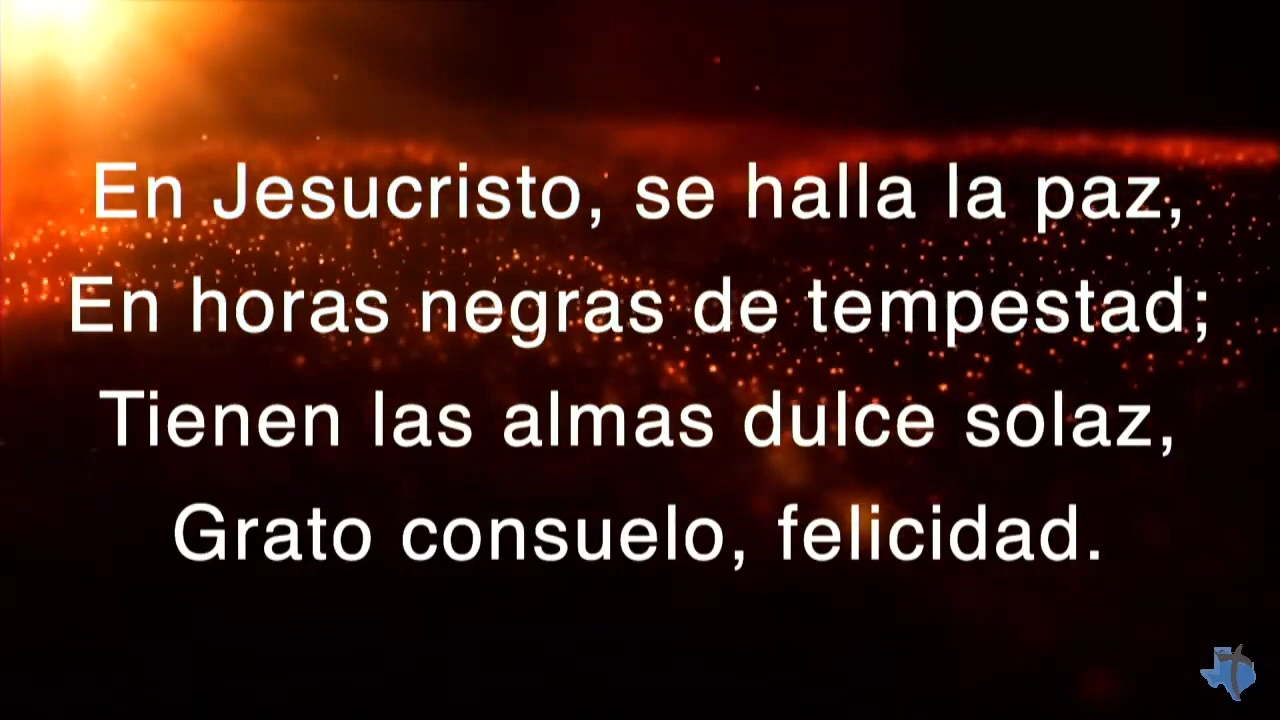 En Jesucristo, se halla la paz,
En horas negras de tempestad;
Tienen las almas dulce solaz,
Grato consuelo, felicidad.